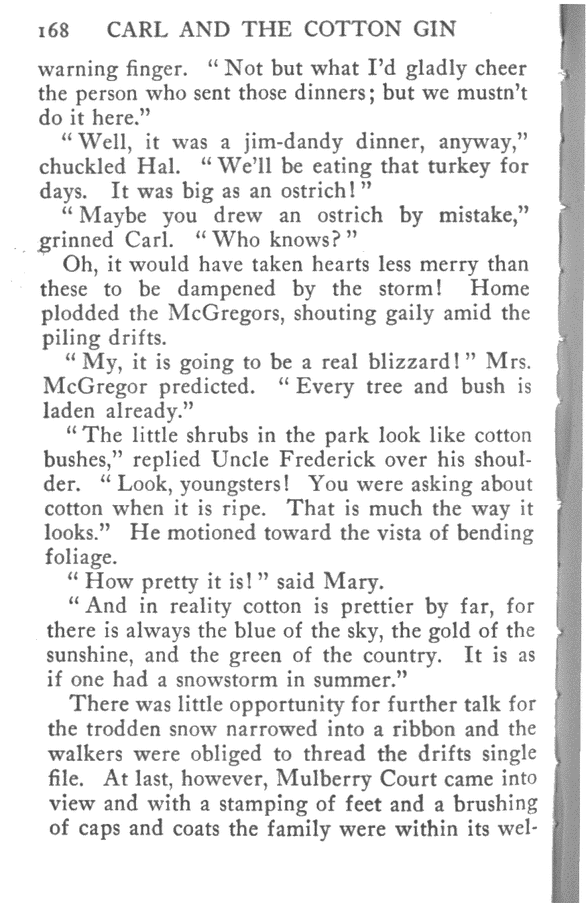 168 CARL AND THE COTTON GIN
warning finger. “ Not but what I’d gladly cheer
the person who sent those dinners; but we mustn’t
do it here.”
“ Well, it was a jim-dandy dinner, anyway,”
chuckled Hal. “ We’ll be eating that turkey for
days. It was big as an ostrich! ”
“ Maybe you drew an ostrich by mistake,”
grinned Carl. “ Who knows? ”
Oh, it would have taken hearts less merry than
these to be dampened by the storm! Home
plodded the McGregors, shouting gaily amid the
piling drifts.
“ My, it is going to be a real blizzard! ” Mrs.
McGregor predicted. “ Every tree and bush is
laden already.”
“ The little shrubs in the park look like cotton
bushes,” replied Uncle Frederick over his shoul-
der. “ Look, youngsters! You were asking about
cotton when it is ripe. That is much the way it
looks.” He motioned toward the vista of bending
foliage.
“ How pretty it is! ” said Mary.
“ And in reality cotton is prettier by far, for
there is always the blue of the sky, the gold of the
sunshine, and the green of the country. It is as
if one had a snowstorm in summer.”
There was little opportunity for further talk for
the trodden snow narrowed into a ribbon and the
walkers were obliged to thread the drifts single
file. At last, however, Mulberry Court came into
view and with a stamping of feet and a brushing
of caps and coats the family were within its wel-